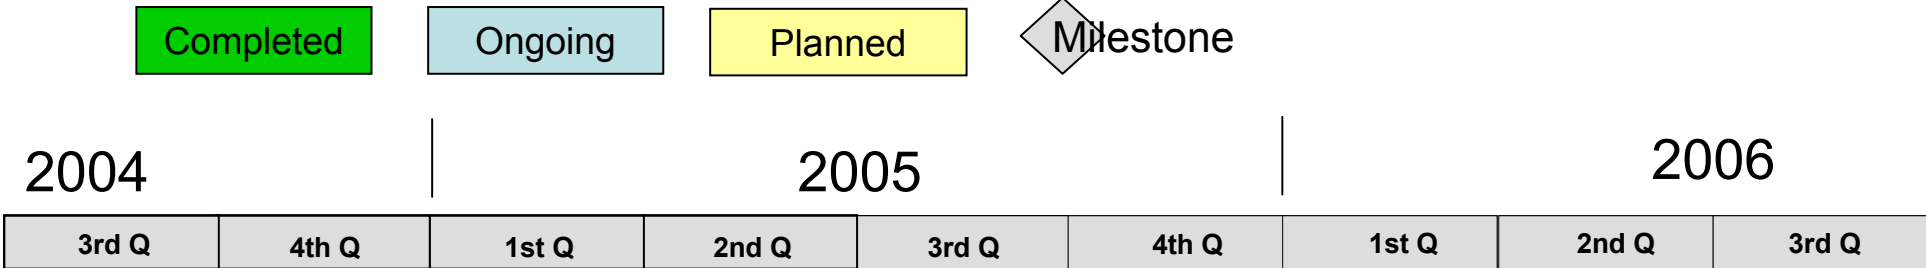 Completed Ongoing Planned Milestone
2004 2005 2006
3rd Q 4th Q 1st Q 2nd Q 3rd Q 4th Q 1st Q 2nd Q 3rd Q